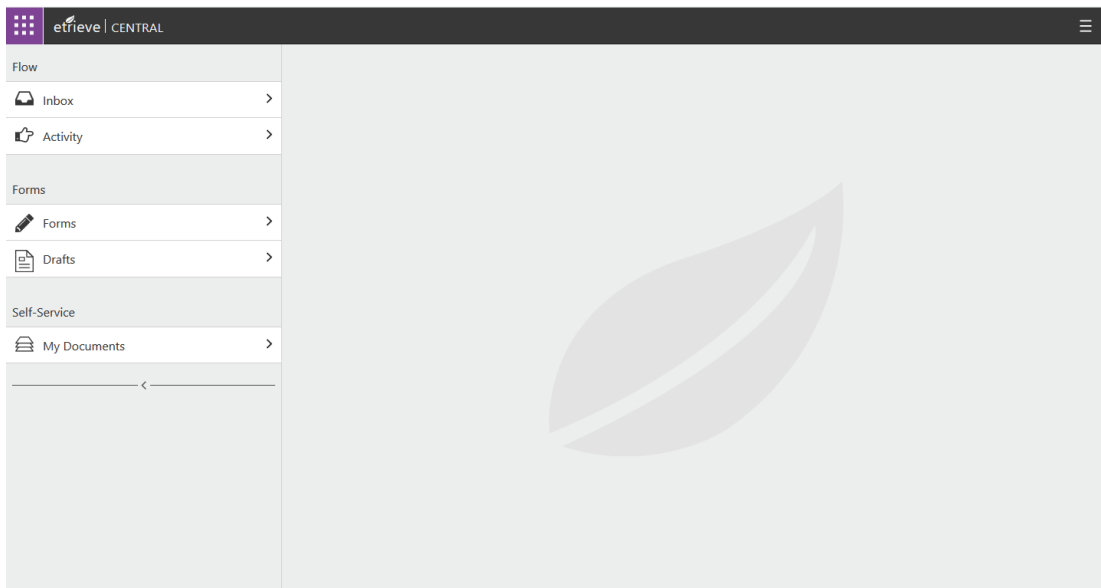 etrieve | CENTRAL
Flow
Inbox
Activity
Forms
Forms
Drafts
Self-Service
My Documents